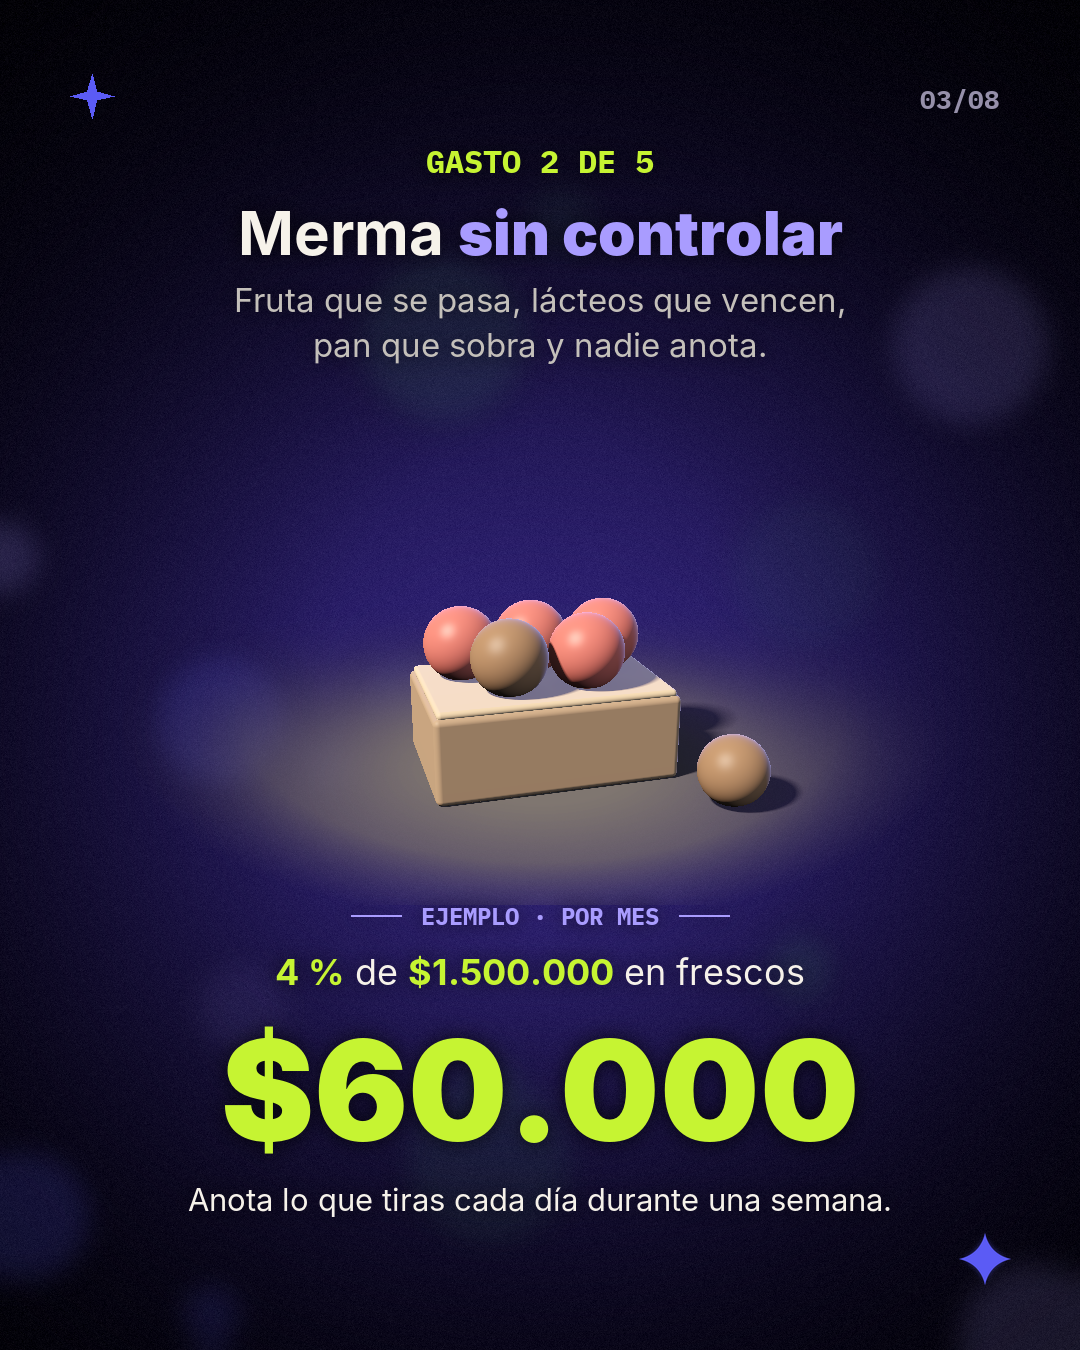 03/08
GASTO 2 DE 5
Merma sin controlar
Fruta que se pasa, lácteos que vencen,
pan que sobra y nadie anota.
EJEMPLO · POR MES
4 % de $1.500.000 en frescos
$60.000
Anota lo que tiras cada día durante una semana.